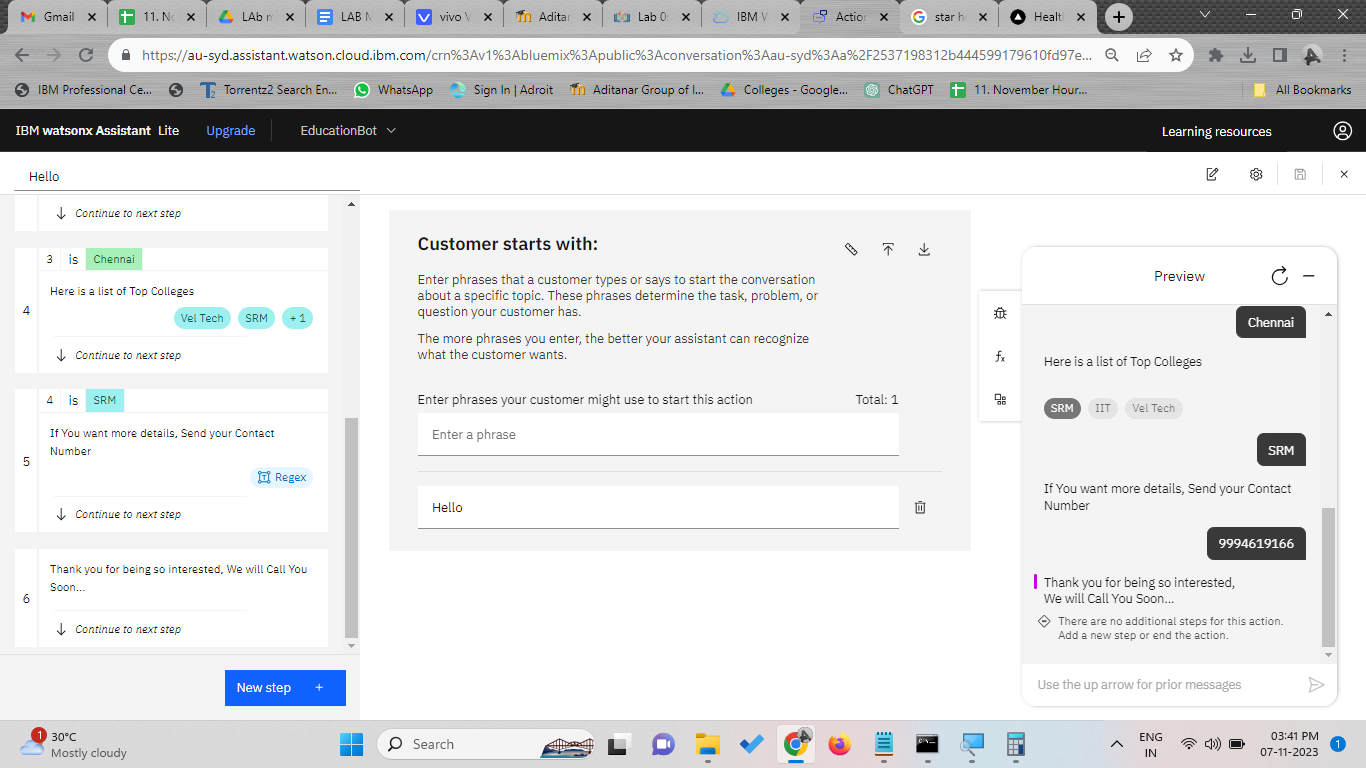 Gmail
11. No
LAb m
LAB M
vivo V
Aditar
Lab 0
IBM W
Action
star h
Healt
https://au-syd.assistant.watson.cloud.ibm.com/crn%3Av1%3Abluemix%3Apublic%3Aconversation%3Aau-syd%3Aa%2F2537198312b444599179610fd97e...
IBM Professional Ce...
Torrentz2 Search En...
WhatsApp
Sign In | Adroit
Aditanar Group of I...
Colleges - Google...
ChatGPT
11. November Hour...
All Bookmarks
IBM watsonx Assistant Lite
Upgrade
EducationBot
Learning resources
Hello
Continue to next step
3 is Chennai
4
Here is a list of Top Colleges
Vel Tech SRM + 1
Continue to next step
4 is SRM
5
If You want more details, Send your Contact
Number
Regex
Continue to next step
6
Thank you for being so interested, We will Call You
Soon...
Continue to next step
New step +
Customer starts with:
Enter phrases that a customer types or says to start the conversation
about a specific topic. These phrases determine the task, problem, or
question your customer has.
The more phrases you enter, the better your assistant can recognize
what the customer wants.
Enter phrases your customer might use to start this action
Total: 1
Enter a phrase
Hello
Preview
Chennai
Here is a list of Top Colleges
SRM IIT Vel Tech
SRM
If You want more details, Send your Contact
Number
9994619166
Thank you for being so interested,
We will Call You Soon...
There are no additional steps for this action.
Add a new step or end the action.
Use the up arrow for prior messages
1
30°C
Mostly cloudy
Search
ENG
IN
03:41 PM
07-11-2023
1